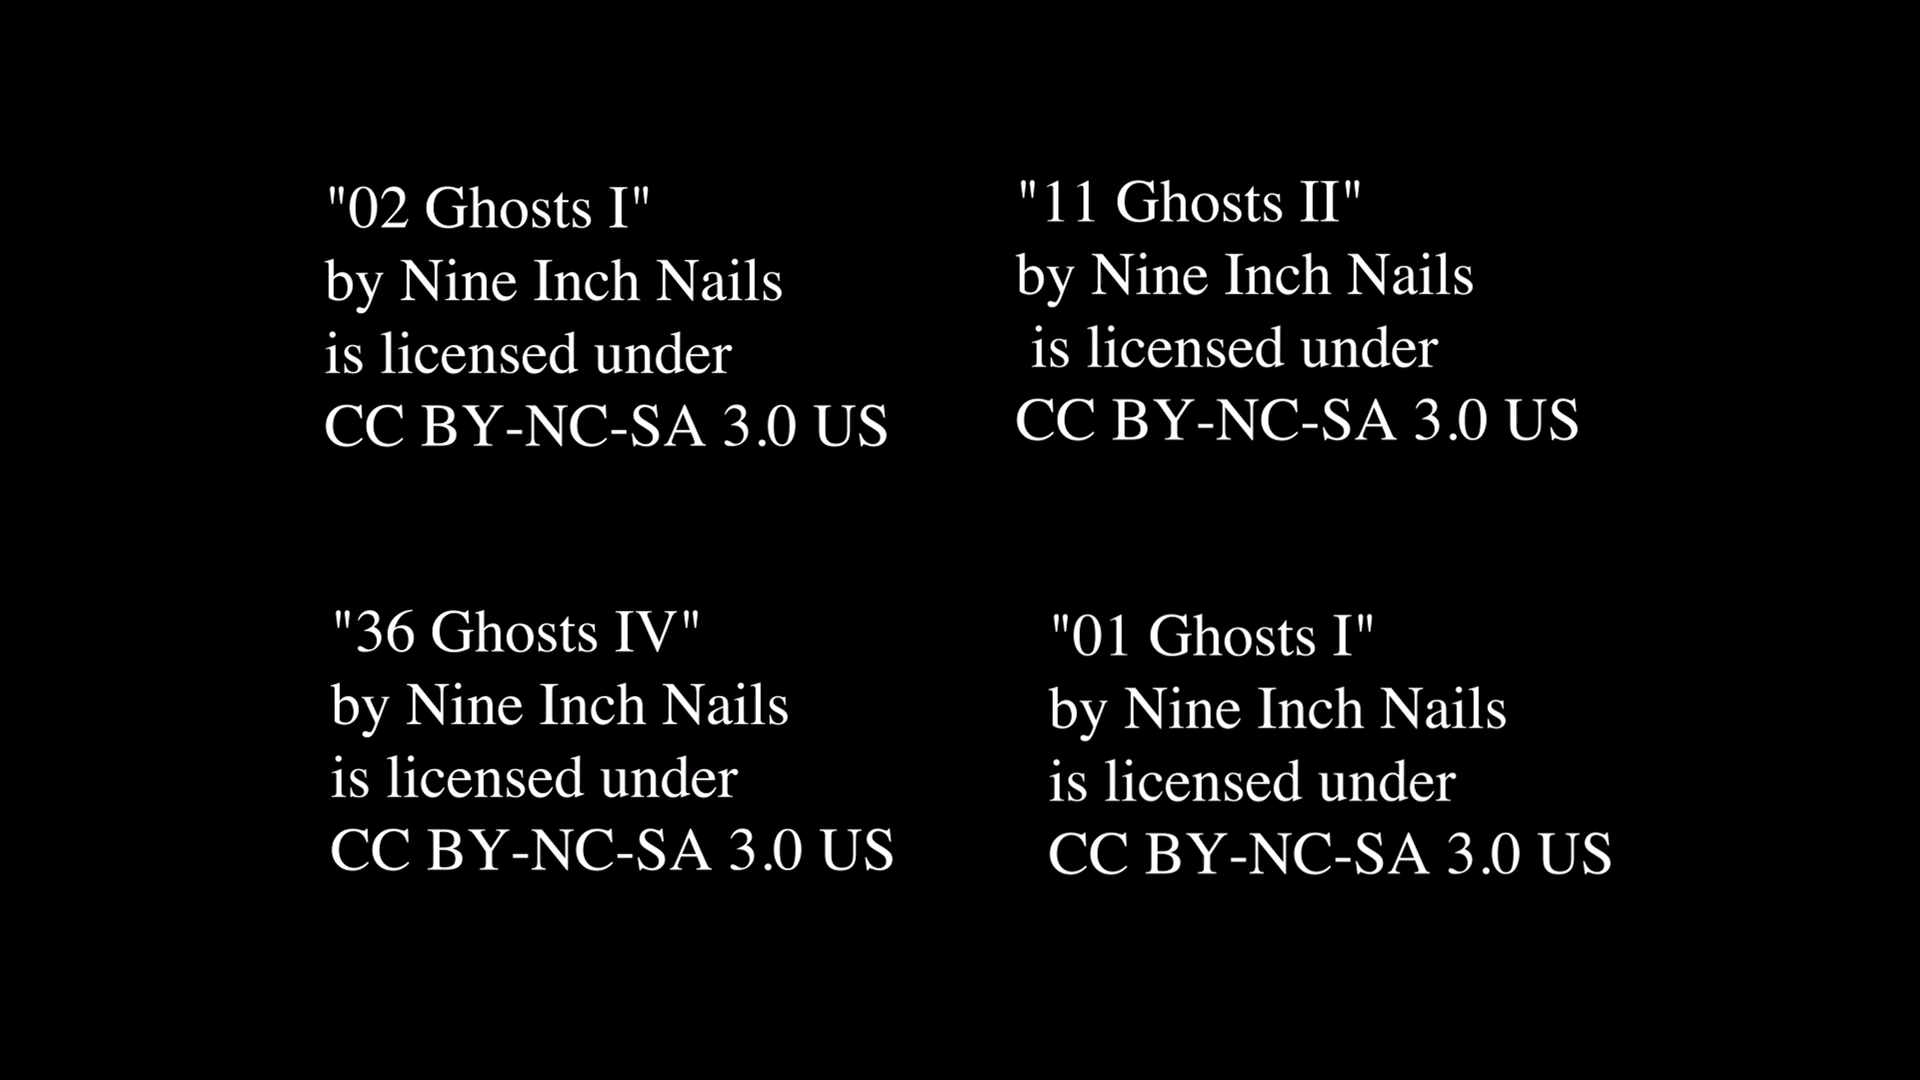 "02 Ghosts I"
by Nine Inch Nails
is licensed under
CC BY-NC-SA 3.0 US
"11 Ghosts II"
by Nine Inch Nails
is licensed under
CC BY-NC-SA 3.0 US
"36 Ghosts IV"
by Nine Inch Nails
is licensed under
CC BY-NC-SA 3.0 US
"01 Ghosts I"
by Nine Inch Nails
is licensed under
CC BY-NC-SA 3.0 US